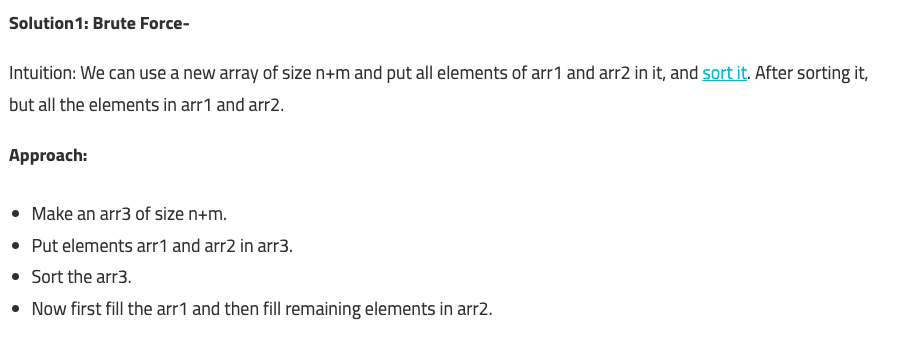 Solution1: Brute Force-
Intuition: We can use a new array of size n+m and put all elements of arr1 and arr2 in it, and sort it. After sorting it,
but all the elements in arr1 and arr2.
Approach:
• Make an arr3 of size n+m.
• Put elements arr1 and arr2 in arr3.
• Sort the arr3.
• Now first fill the arr1 and then fill remaining elements in arr2.